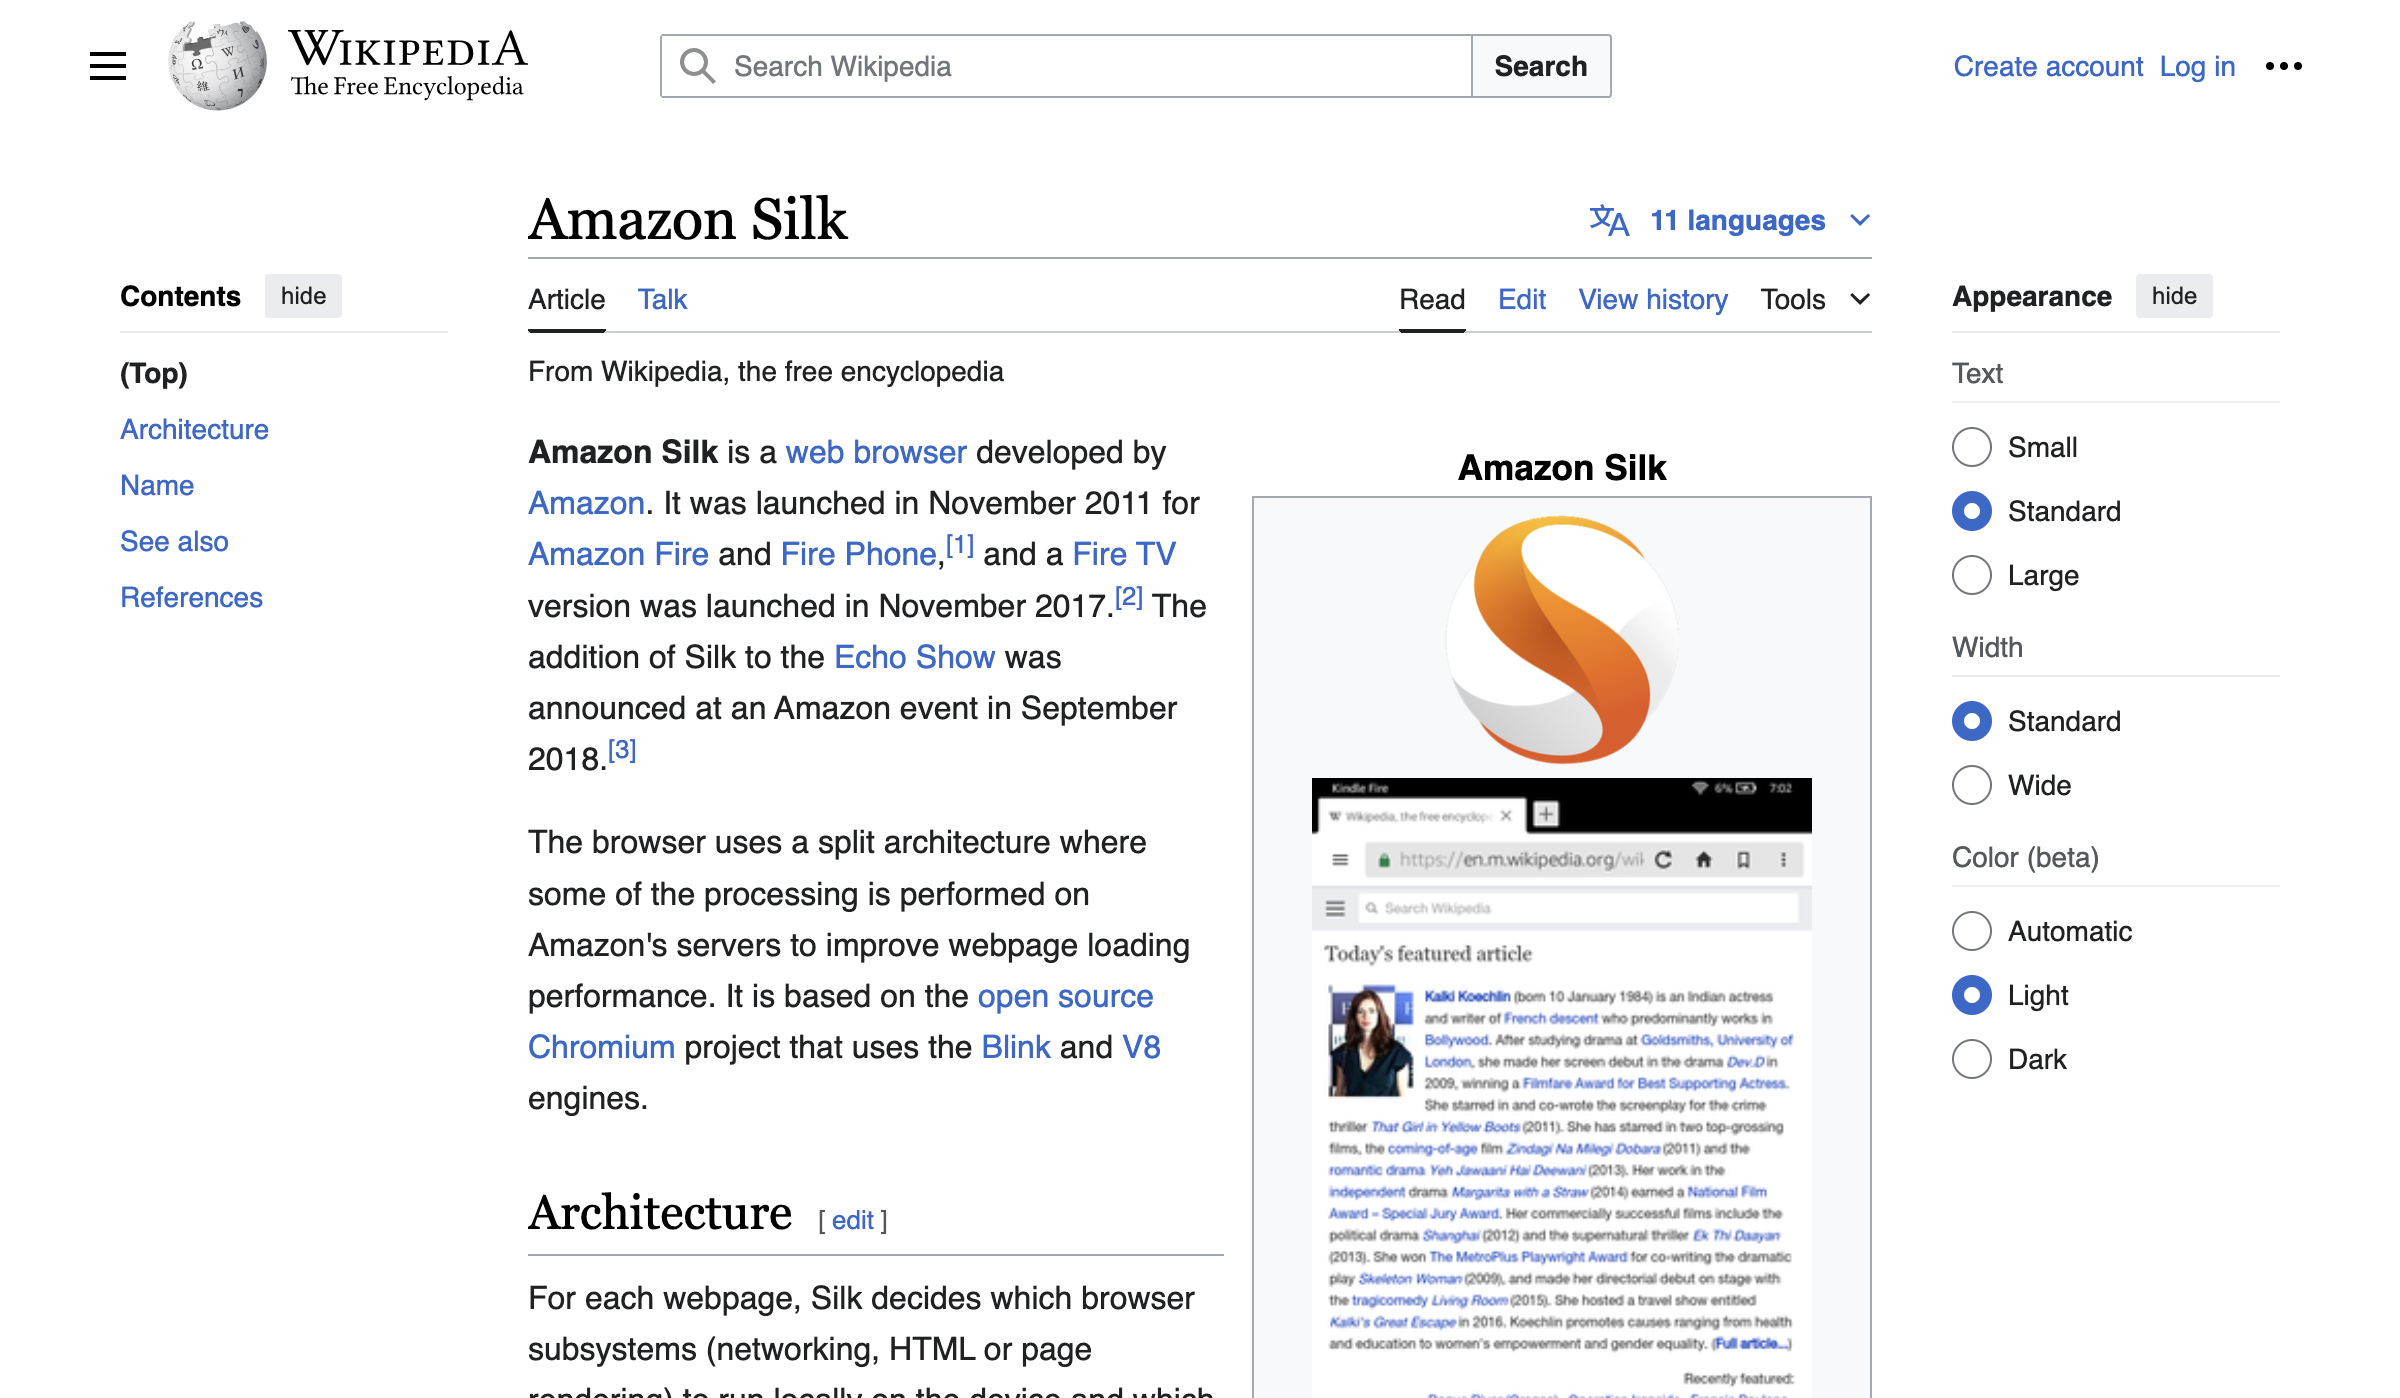 WIKIPEDIA
The Free Encyclopedia
Search Wikipedia
Search
Create account Log in
Amazon Silk
11 languages
Contents hide
(Top)
Architecture
Name
See also
References
Article Talk
Read Edit View history Tools
From Wikipedia, the free encyclopedia
Amazon Silk is a web browser developed by
Amazon. It was launched in November 2011 for
Amazon Fire and Fire Phone,[1] and a Fire TV
version was launched in November 2017.[2] The
addition of Silk to the Echo Show was
announced at an Amazon event in September
2018.[3]
The browser uses a split architecture where
some of the processing is performed on
Amazon's servers to improve webpage loading
performance. It is based on the open source
Chromium project that uses the Blink and V8
engines.
Architecture [ edit ]
For each webpage, Silk decides which browser
subsystems (networking, HTML or page
rendering) to run locally on the device and which
Amazon Silk
Kindle Fire 6% 7:02
Wikipedia, the free encyclop
https://en.m.wikipedia.org/wik
Search Wikipedia
Today's featured article
Kalki Koechlin (born 10 January 1984) is an Indian actress
and writer of French descent who predominantly works in
Bollywood. After studying drama at Goldsmiths, University of
London, she made her screen debut in the drama Dev.D in
2009, winning a Filmfare Award for Best Supporting Actress.
She starred in and co-wrote the screenplay for the crime
thriller That Girl in Yellow Boots (2011). She has starred in two top-grossing
films, the coming-of-age film Zindagi Na Milegi Dobara (2011) and the
romantic drama Yeh Jawaani Hai Deewani (2013). Her work in the
independent drama Margarita with a Straw (2014) earned a National Film
Award – Special Jury Award. Her commercially successful films include the
political drama Shanghai (2012) and the supernatural thriller Ek Thi Daayan
(2013). She won The MetroPlus Playwright Award for co-writing the dramatic
play Skeleton Woman (2009), and made her directorial debut on stage with
the tragicomedy Living Room (2015). She hosted a travel show entitled
Kalki's Great Escape in 2016. Koechlin promotes causes ranging from health
and education to women's empowerment and gender equality. (Full article...)
Recently featured:
Appearance hide
Text
Small
Standard
Large
Width
Standard
Wide
Color (beta)
Automatic
Light
Dark